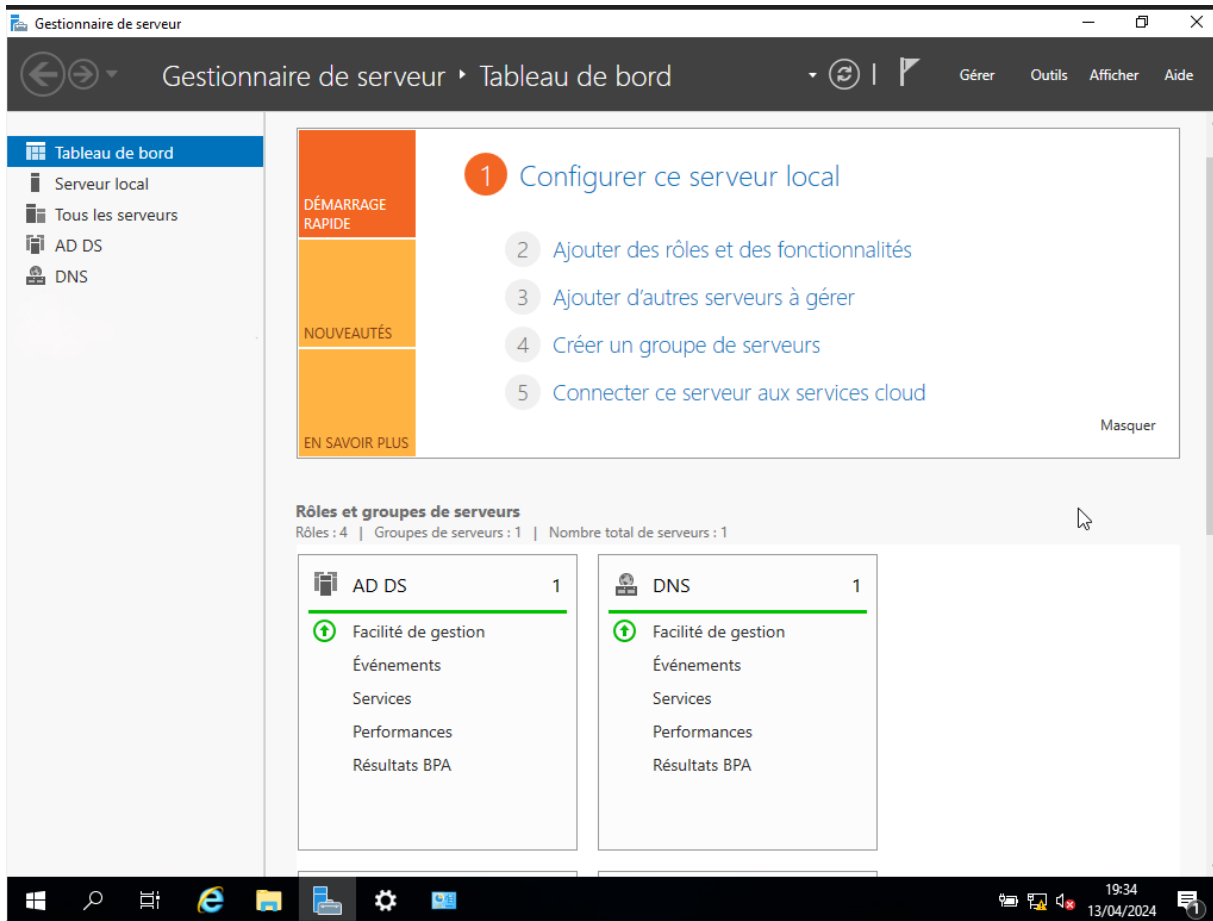 Gestionnaire de serveur
Gestionnaire de serveur ‣ Tableau de bord
Gérer Outils Afficher Aide
Tableau de bord
Serveur local
Tous les serveurs
AD DS
DNS
DÉMARRAGE
RAPIDE
NOUVEAUTÉS
EN SAVOIR PLUS
1 Configurer ce serveur local
2 Ajouter des rôles et des fonctionnalités
3 Ajouter d’autres serveurs à gérer
4 Créer un groupe de serveurs
5 Connecter ce serveur aux services cloud
Masquer
Rôles et groupes de serveurs
Rôles : 4 | Groupes de serveurs : 1 | Nombre total de serveurs : 1
AD DS 1
Facilité de gestion
Événements
Services
Performances
Résultats BPA
DNS 1
Facilité de gestion
Événements
Services
Performances
Résultats BPA
19:34
13/04/2024
1